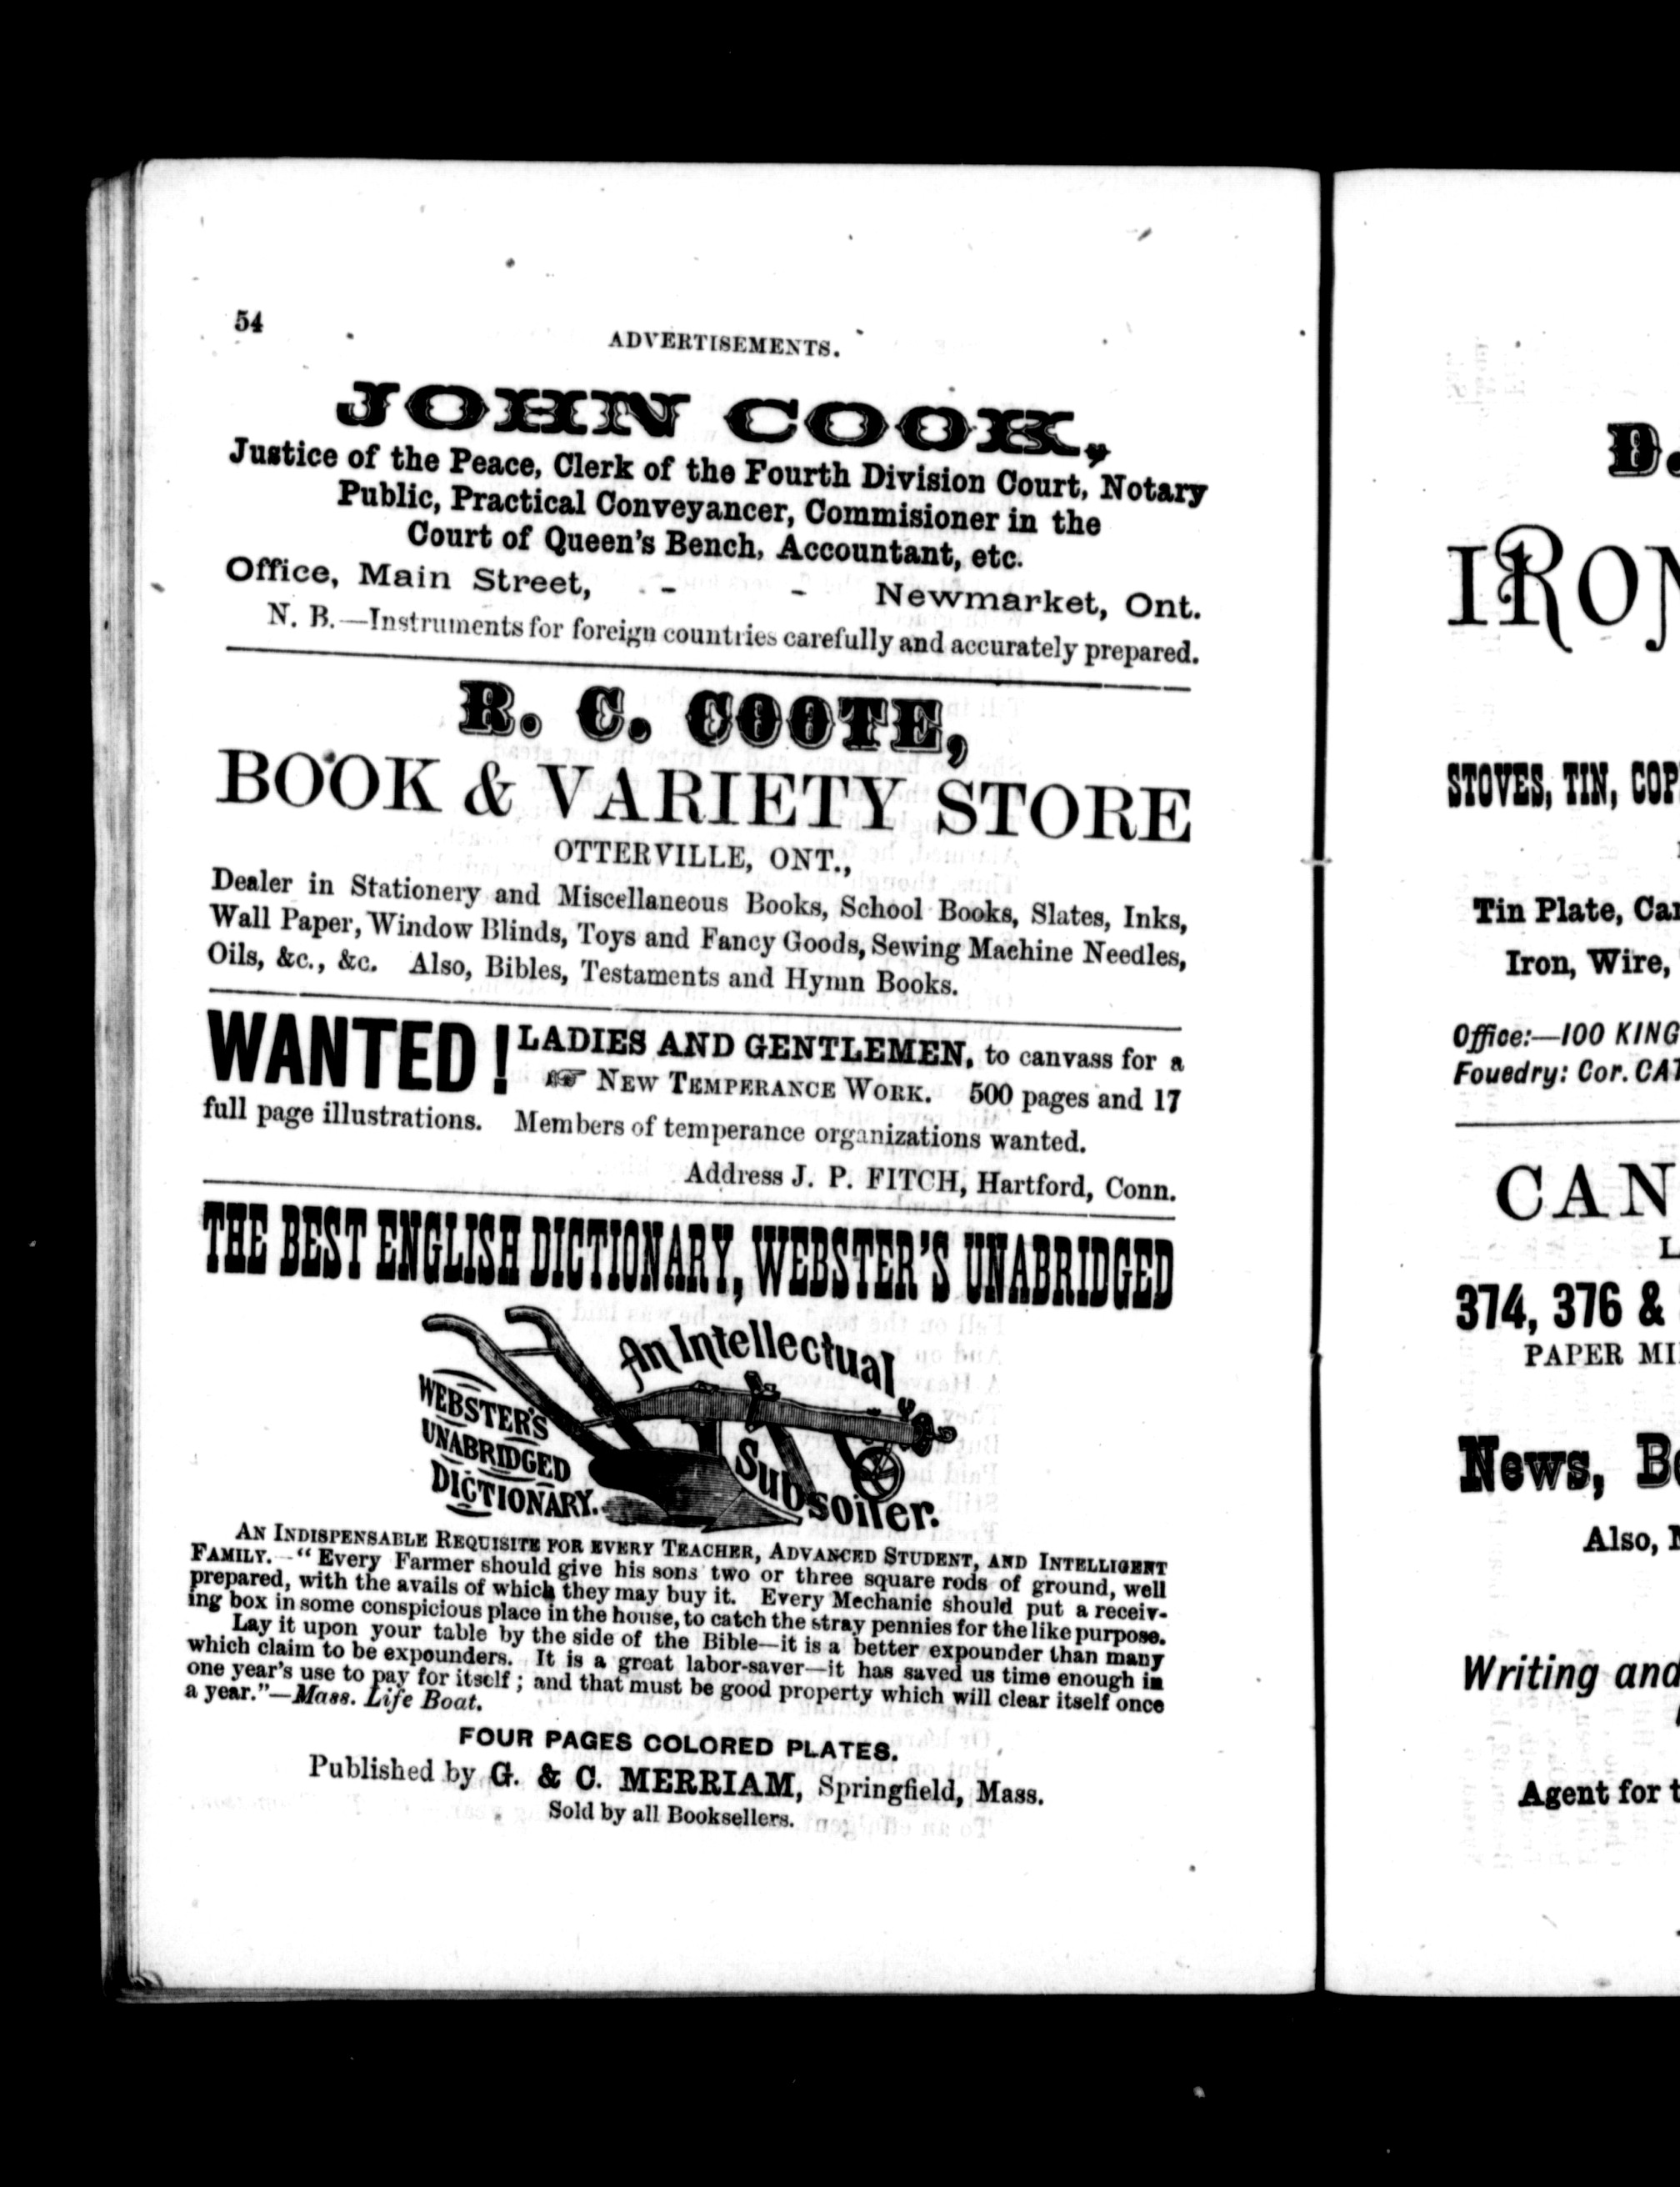 54
ADVERTISEMENTS.
JOHN COOK,
Justice of the Peace, Clerk of the Fourth Division Court, Notary
Public, Practical Conveyancer, Commisioner in the
Court of Queen's Bench, Accountant, etc.
Office, Main Street, - - Newmarket, Ont.
N. B.—Instruments for foreign countries carefully and accurately prepared.
R. C. COOTE,
BOOK & VARIETY STORE
OTTERVILLE, ONT.,
Dealer in Stationery and Miscellaneous Books, School Books, Slates, Inks,
Wall Paper, Window Blinds, Toys and Fancy Goods, Sewing Machine Needles,
Oils, &c., &c. Also, Bibles, Testaments and Hymn Books.
WANTED! LADIES AND GENTLEMEN, to canvass for a
☞ NEW TEMPERANCE WORK. 500 pages and 17
full page illustrations. Members of temperance organizations wanted.
Address J. P. FITCH, Hartford, Conn.
THE BEST ENGLISH DICTIONARY, WEBSTER'S UNABRIDGED
An Intellectual
WEBSTER'S
UNABRIDGED
DICTIONARY.
Subsoiler.
AN INDISPENSABLE REQUISITE FOR EVERY TEACHER, ADVANCED STUDENT, AND INTELLIGENT
FAMILY.—"Every Farmer should give his sons two or three square rods of ground, well
prepared, with the avails of which they may buy it. Every Mechanic should put a receiv-
ing box in some conspicious place in the house, to catch the stray pennies for the like purpose.
Lay it upon your table by the side of the Bible—it is a better expounder than many
which claim to be expounders. It is a great labor-saver—it has saved us time enough in
one year's use to pay for itself; and that must be good property which will clear itself once
a year."—Mass. Life Boat.
FOUR PAGES COLORED PLATES.
Published by G. & C. MERRIAM, Springfield, Mass.
Sold by all Booksellers.
D.
IRON
STOVES, TIN, COP
Tin Plate, Ca
Iron, Wire,
Office:—100 KING
Fouedry: Cor. CAT
CAN
L
374, 376 &
PAPER MI
News, Bo
Also, 
Writing and
Agent for t